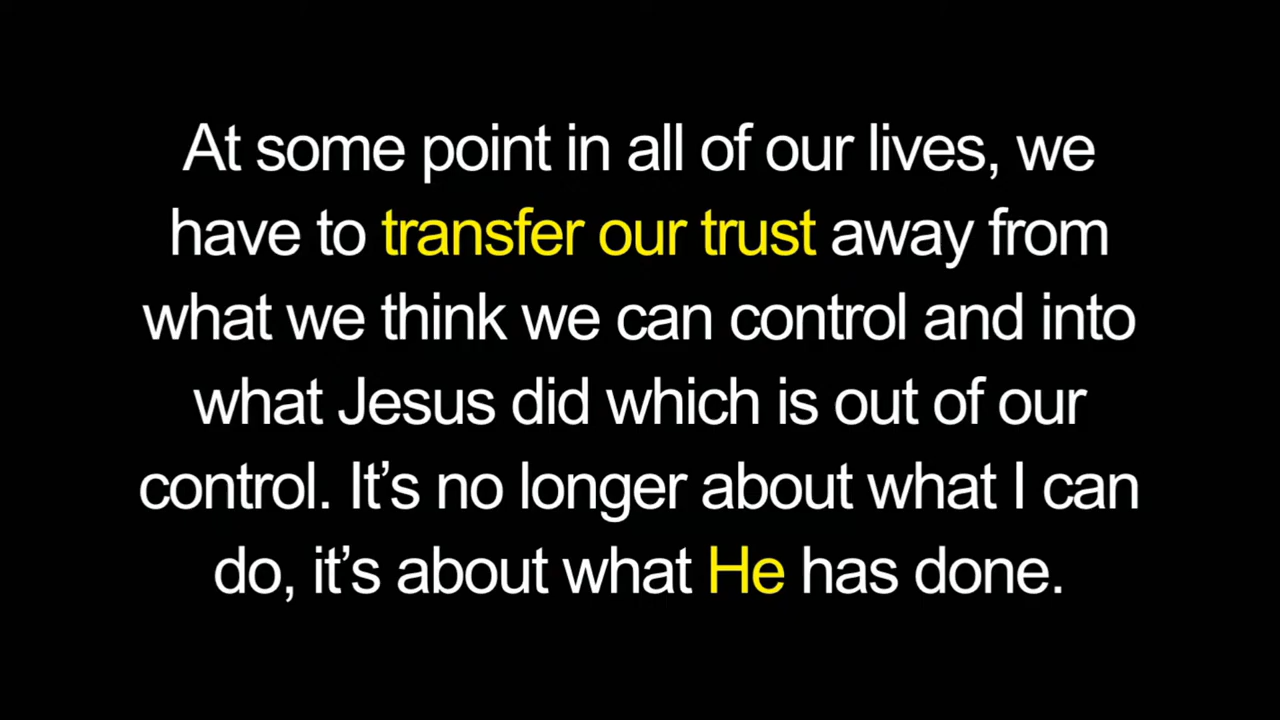 At some point in all of our lives, we
have to transfer our trust away from
what we think we can control and into
what Jesus did which is out of our
control. It’s no longer about what I can
do, it’s about what He has done.